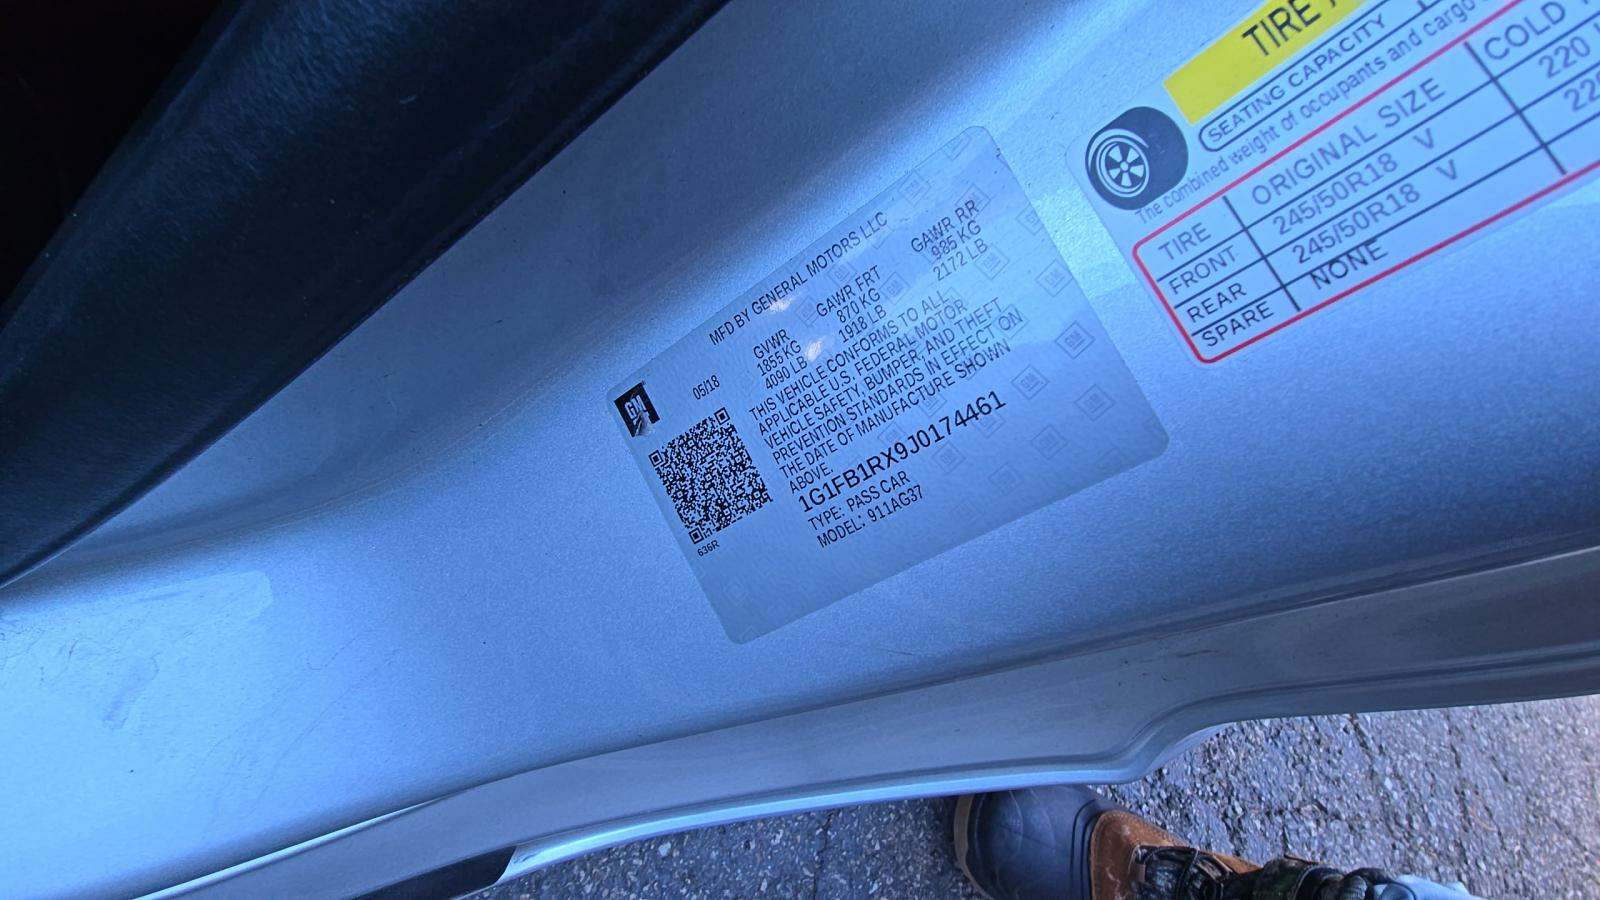 MFD BY GENERAL MOTORS LLC
GM
05/18
GVWR GAWR FRT GAWR RR
1855 KG 870 KG 985 KG
4090 LB 1918 LB 2172 LB
THIS VEHICLE CONFORMS TO ALL
APPLICABLE U.S. FEDERAL MOTOR
VEHICLE SAFETY, BUMPER, AND THEFT
PREVENTION STANDARDS IN EFFECT ON
THE DATE OF MANUFACTURE SHOWN
ABOVE.
1G1FB1RX9J0174461
TYPE: PASS CAR
MODEL: 911AG37
636R
TIRE
SEATING CAPACITY
The combined weight of occupants and cargo
TIRE ORIGINAL SIZE COLD
FRONT 245/50R18 V 220
REAR 245/50R18 V
SPARE NONE